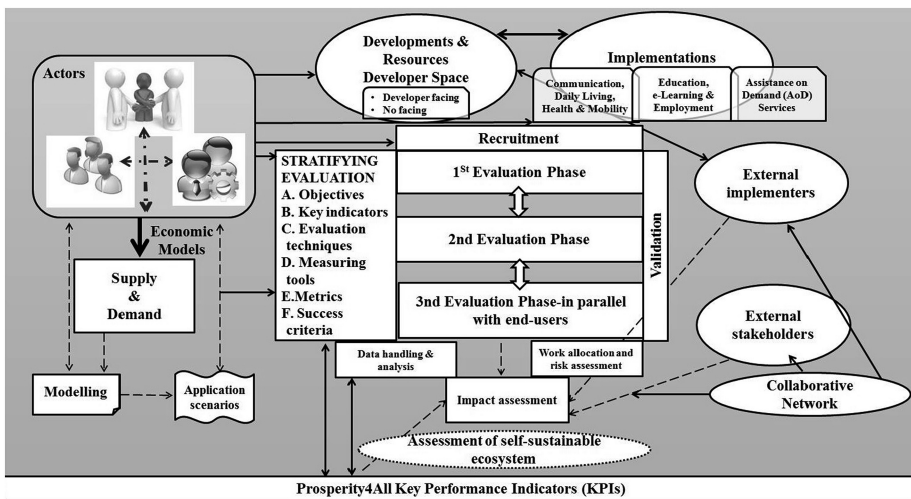 Actors
Developments &
Resources
Developer Space
• Developer facing
• No facing
Implementations
Communication,
Daily Living,
Health & Mobility
Education,
e-Learning &
Employment
Assistance on
Demand (AoD)
Services
Recruitment
STRATIFYING
EVALUATION
A. Objectives
B. Key indicators
C. Evaluation
techniques
D. Measuring
tools
E.Metrics
F. Success
criteria
1St Evaluation Phase
2nd Evaluation Phase
3nd Evaluation Phase-in parallel
with end-users
Validation
External
implementers
Economic
Models
Supply
&
Demand
External
stakeholders
Data handling &
analysis
Work allocation and
risk assessment
Modelling
Application
scenarios
Impact assessment
Collaborative
Network
Assessment of self-sustainable
ecosystem
Prosperity4All Key Performance Indicators (KPIs)